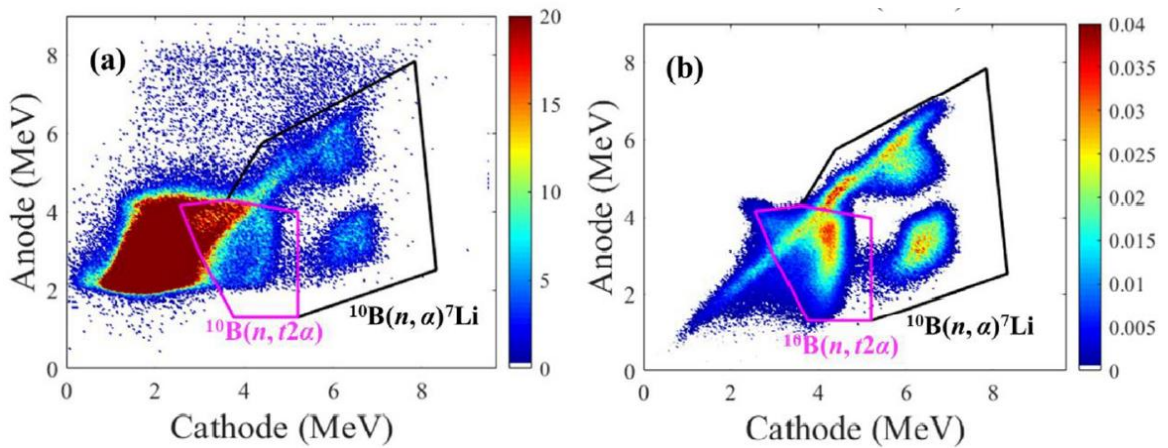 (a)
Anode (MeV)
8
6
4
2
0
0 2 4 6 8
Cathode (MeV)
¹⁰B(n, t2α)
¹⁰B(n, α)⁷Li
20
15
10
5
0
(b)
Anode (MeV)
8
6
4
2
0
0 2 4 6 8
Cathode (MeV)
¹⁰B(n, t2α)
¹⁰B(n, α)⁷Li
0.04
0.035
0.03
0.025
0.02
0.015
0.01
0.005
0